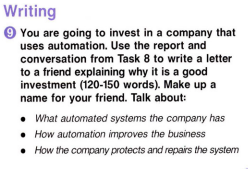 Writing
9 You are going to invest in a company that
uses automation. Use the report and
conversation from Task 8 to write a letter
to a friend explaining why it is a good
investment (120-150 words). Make up a
name for your friend. Talk about:
• What automated systems the company has
• How automation improves the business
• How the company protects and repairs the system